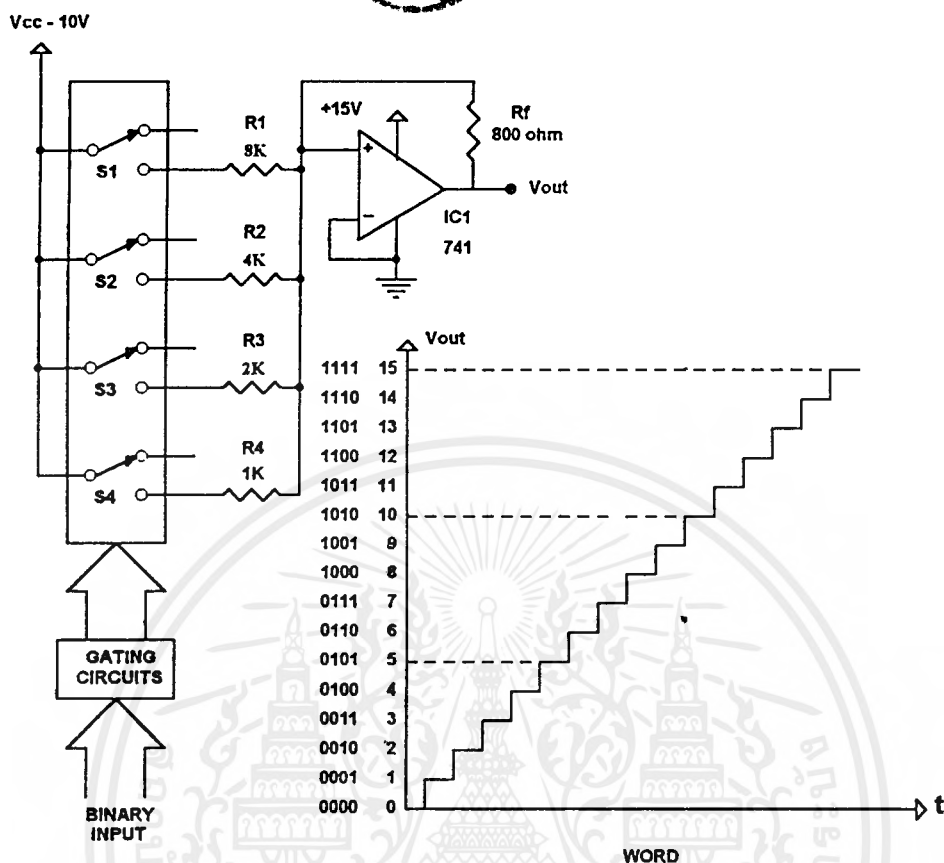 Vcc - 10V
+15V
Rf
800 ohm
R1
8K
S1
+
−
Vout
IC1
741
R2
4K
S2
R3
2K
S3
R4
1K
S4
GATING
CIRCUITS
BINARY
INPUT
Vout
1111 15
1110 14
1101 13
1100 12
1011 11
1010 10
1001 9
1000 8
0111 7
0110 6
0101 5
0100 4
0011 3
0010 2
0001 1
0000 0
t
WORD